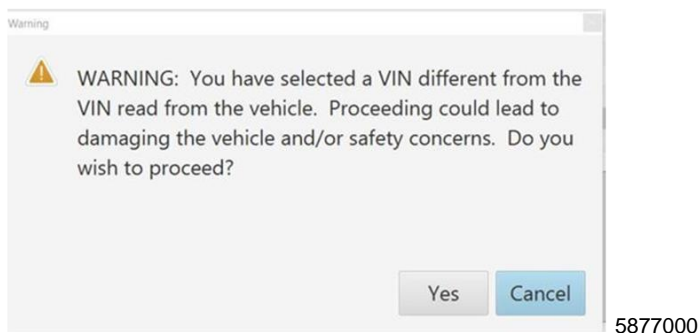 Warning
WARNING: You have selected a VIN different from the
VIN read from the vehicle. Proceeding could lead to
damaging the vehicle and/or safety concerns. Do you
wish to proceed?
Yes Cancel
5877000